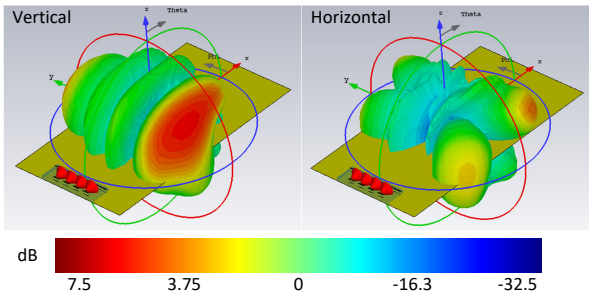 Vertical
z
Theta
Phi
x
y
Horizontal
z
Theta
Phi
x
y
dB
7.5 3.75 0 -16.3 -32.5